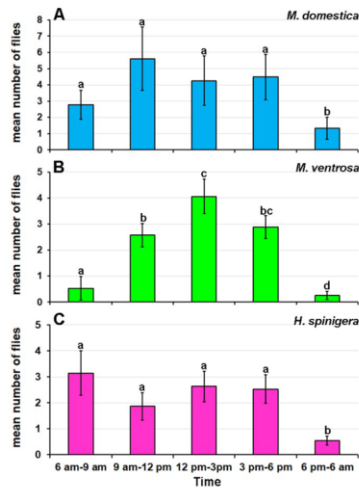 A
M. domestica
mean number of flies
8
7
6
5
4
3
2
1
0
a
a
a
a
b
B
M. ventrosa
mean number of flies
5
4
3
2
1
0
a
b
c
bc
d
C
H. spinigera
mean number of flies
5
4
3
2
1
0
a
a
a
a
b
6 am-9 am 9 am-12 pm 12 pm-3pm 3 pm-6 pm 6 pm-6 am
Time